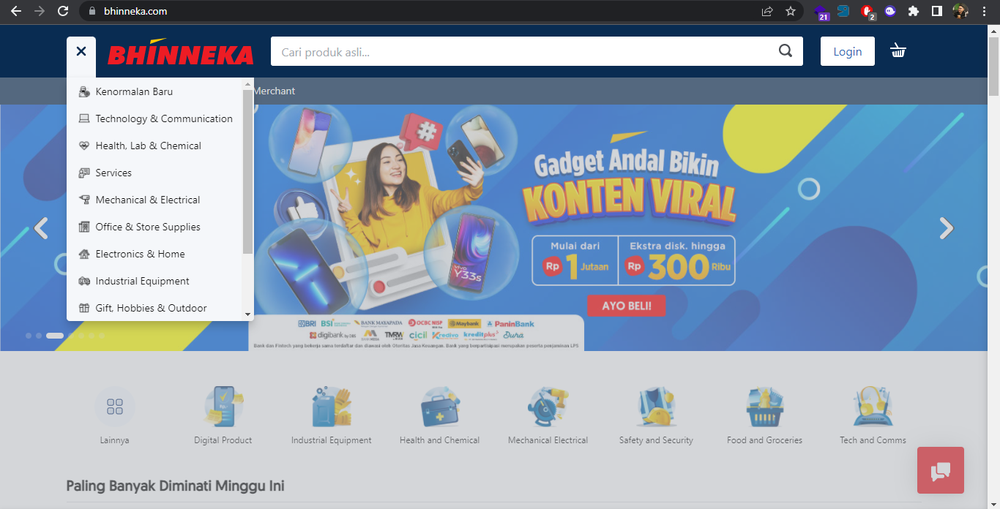 bhinneka.com
21
2
BHINNEKA
Cari produk asli...
Login
Merchant
Kenormalan Baru
Technology & Communication
Health, Lab & Chemical
Services
Mechanical & Electrical
Office & Store Supplies
Electronics & Home
Industrial Equipment
Gift, Hobbies & Outdoor
#
Gadget Andal Bikin
KONTEN VIRAL
Mulai dari
Rp 1 Jutaan
Ekstra disk. hingga
Rp 300 Ribu
AYO BELI!
vivo
Y33s
BRI BSI BANK MAYAPADA OCBC NISP Maybank PaninBank
digibank by DBS TMRW cicil Kredivo kreditplus
Bank dan Fintech yang bekerja sama terdaftar dan diawasi oleh Otoritas Jasa Keuangan. Bank yang berpartisipasi merupakan peserta penjaminan LPS
Lainnya
Digital Product
Industrial Equipment
Health and Chemical
Mechanical Electrical
Safety and Security
Food and Groceries
Tech and Comms
Paling Banyak Diminati Minggu Ini